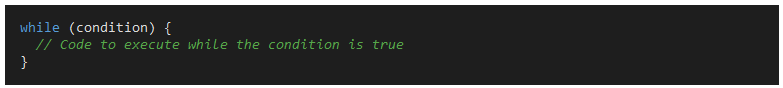 while (condition) {
// Code to execute while the condition is true
}